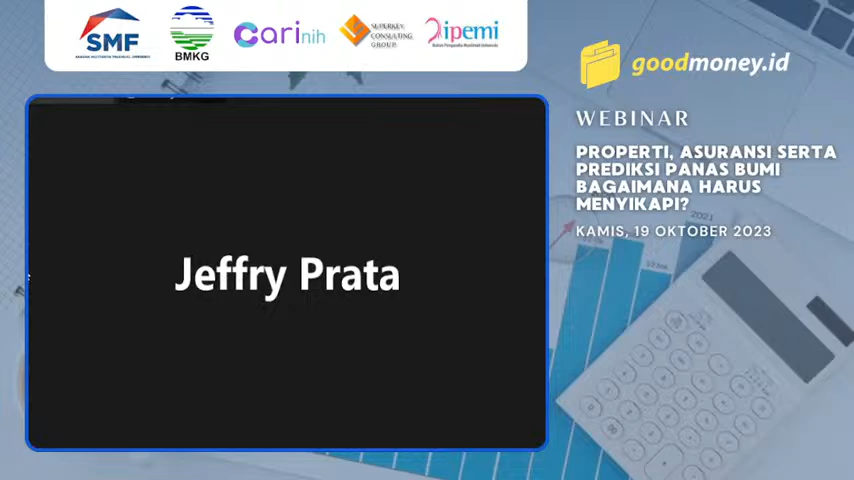 SMF
BMKG
carinih
SUPERKEY
CONSULTING
GROUP
ipemi
goodmoney.id
WEBINAR
PROPERTI, ASURANSI SERTA
PREDIKSI PANAS BUMI
BAGAIMANA HARUS
MENYIKAPI?
KAMIS, 19 OKTOBER 2023
2021
Jeffry Prata